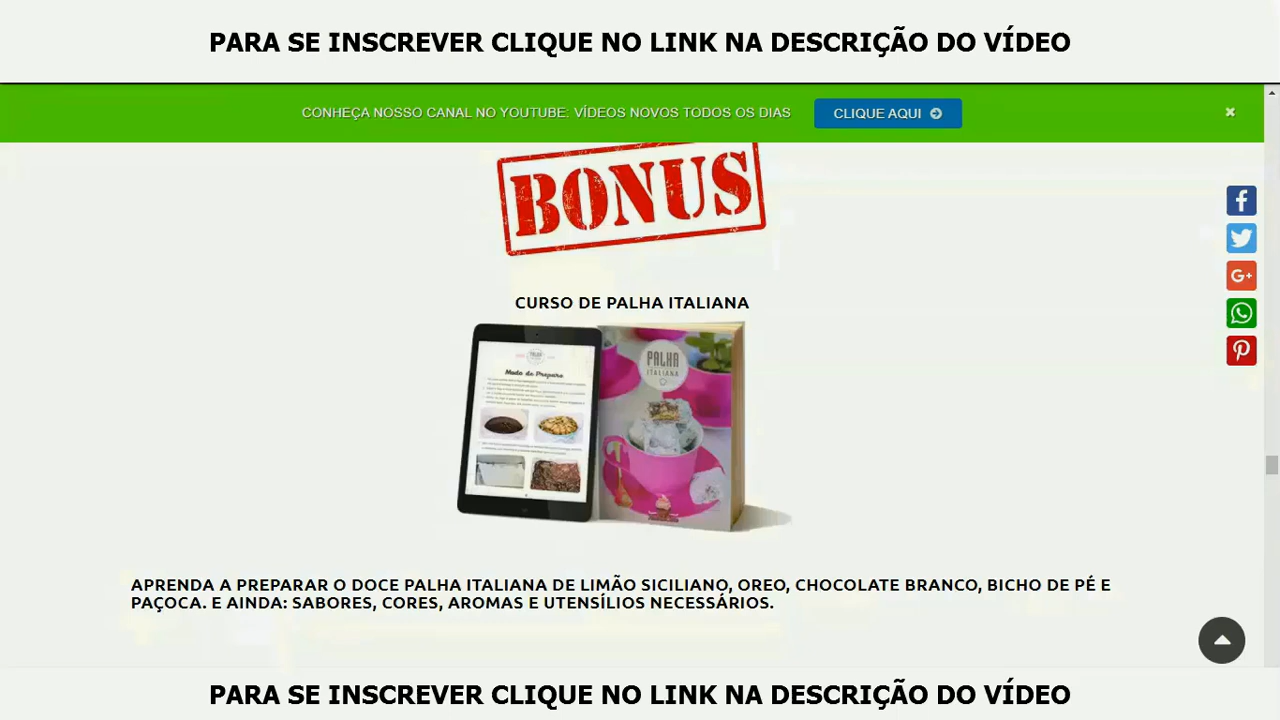 PARA SE INSCREVER CLIQUE NO LINK NA DESCRIÇÃO DO VÍDEO
CONHEÇA NOSSO CANAL NO YOUTUBE: VÍDEOS NOVOS TODOS OS DIAS
CLIQUE AQUI
BONUS
CURSO DE PALHA ITALIANA
PALHA
Modo de Preparo
PALHA
ITALIANA
APRENDA A PREPARAR O DOCE PALHA ITALIANA DE LIMÃO SICILIANO, OREO, CHOCOLATE BRANCO, BICHO DE PÉ E
PAÇOCA. E AINDA: SABORES, CORES, AROMAS E UTENSÍLIOS NECESSÁRIOS.
PARA SE INSCREVER CLIQUE NO LINK NA DESCRIÇÃO DO VÍDEO